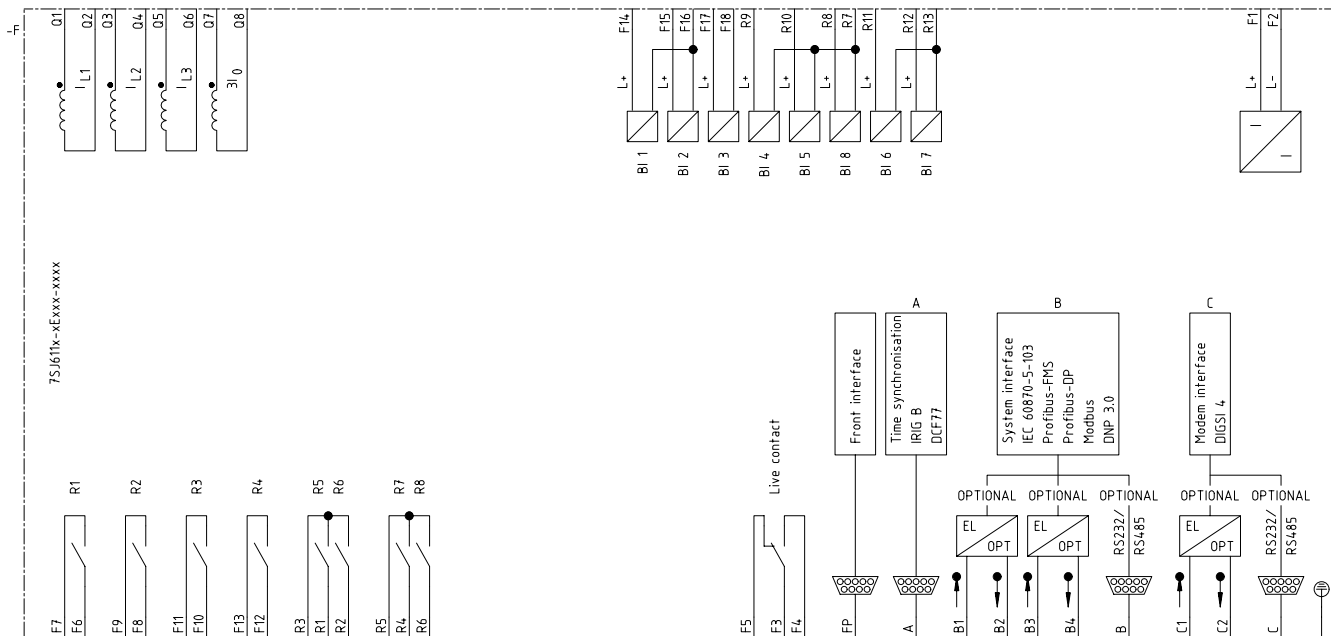 -F
Q1
Q2
Q3
Q4
Q5
Q6
Q7
Q8
I L1
I L2
I L3
3I 0
F14
F15
F16
F17
F18
R9
R10
R8
R7
R11
R12
R13
F1
F2
L+
L+
L+
L+
L+
L+
L+
L+
L+
L-
BI 1
BI 2
BI 3
BI 4
BI 5
BI 8
BI 6
BI 7
7SJ611x-xExxx-xxxx
A
B
C
Front interface
Time synchronisation
IRIG B
DCF77
System interface
IEC 60870-5-103
Profibus-FMS
Profibus-DP
Modbus
DNP 3.0
Modem interface
DIGSI 4
R1
R2
R3
R4
R5
R6
R7
R8
Live contact
OPTIONAL
OPTIONAL
OPTIONAL
OPTIONAL
OPTIONAL
EL
OPT
EL
OPT
RS232/
RS485
EL
OPT
RS232/
RS485
F7
F6
F9
F8
F11
F10
F13
F12
R3
R1
R2
R5
R4
R6
F5
F3
F4
FP
A
B1
B2
B3
B4
B
C1
C2
C